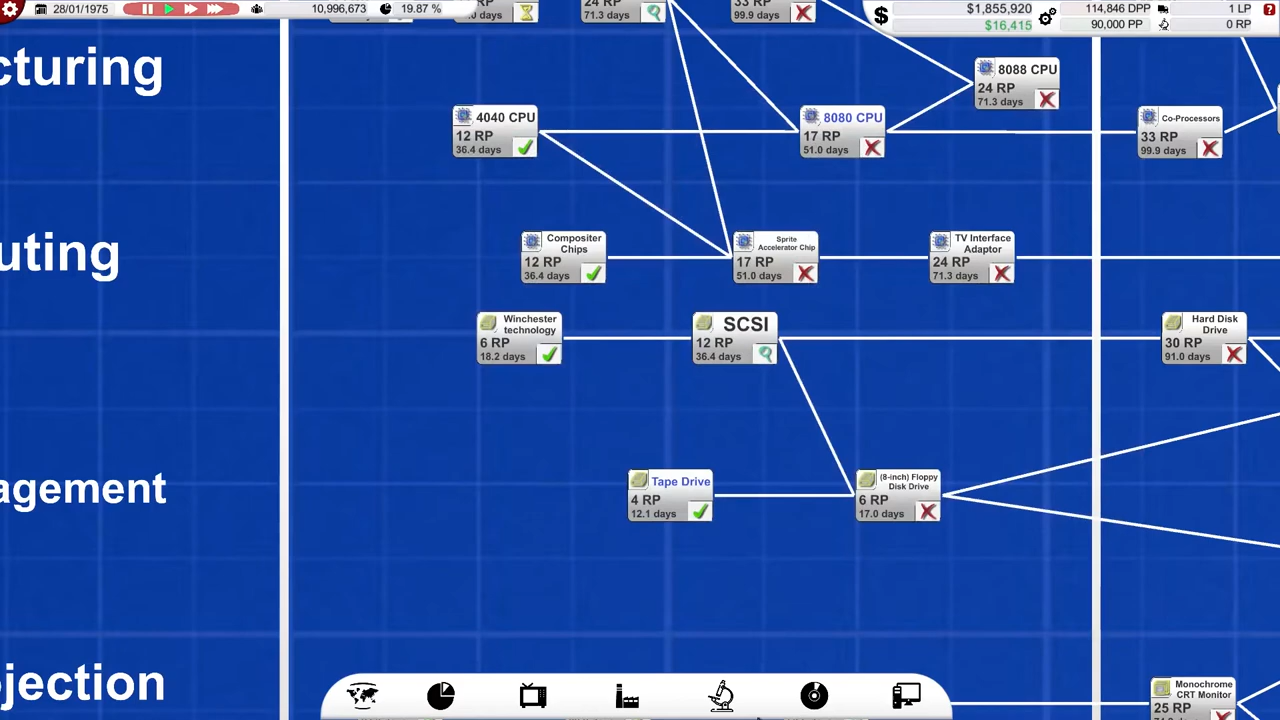 28/01/1975
10,996,673
19.87 %
$1,855,920
$16,415
114,846 DPP
90,000 PP
1 LP
0 RP
24 RP
71.3 days
33 RP
99.9 days
cturing
8088 CPU
24 RP
71.3 days
4040 CPU
12 RP
36.4 days
8080 CPU
17 RP
51.0 days
Co-Processors
33 RP
99.9 days
uting
Compositer
Chips
12 RP
36.4 days
Sprite
Accelerator Chip
17 RP
51.0 days
TV Interface
Adaptor
24 RP
71.3 days
Winchester
technology
6 RP
18.2 days
SCSI
12 RP
36.4 days
Hard Disk
Drive
30 RP
91.0 days
agement
Tape Drive
4 RP
12.1 days
(8-inch) Floppy
Disk Drive
6 RP
17.0 days
ojection
Monochrome
CRT Monitor
25 RP